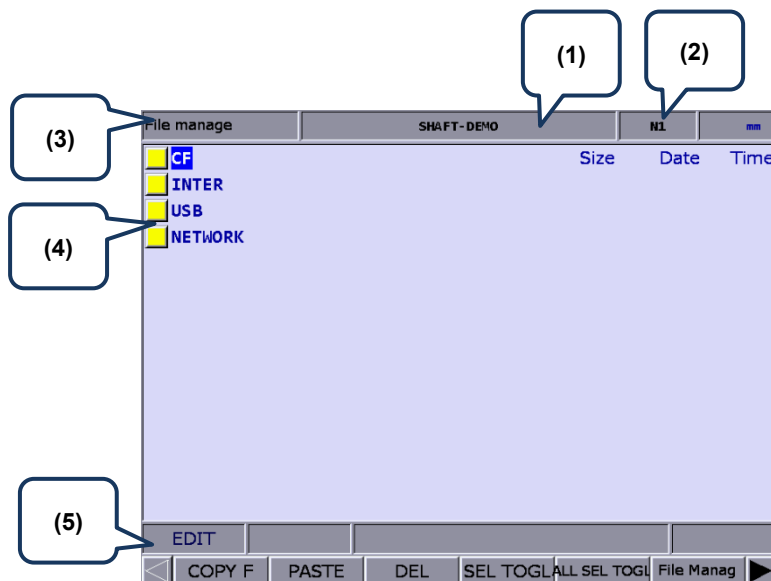 (1)
(2)
(3)
File manage SHAFT-DEMO N1 mm
CF Size Date Time
INTER
USB
(4)
NETWORK
(5)
EDIT
COPY F PASTE DEL SEL TOGL ALL SEL TOGL File Manag